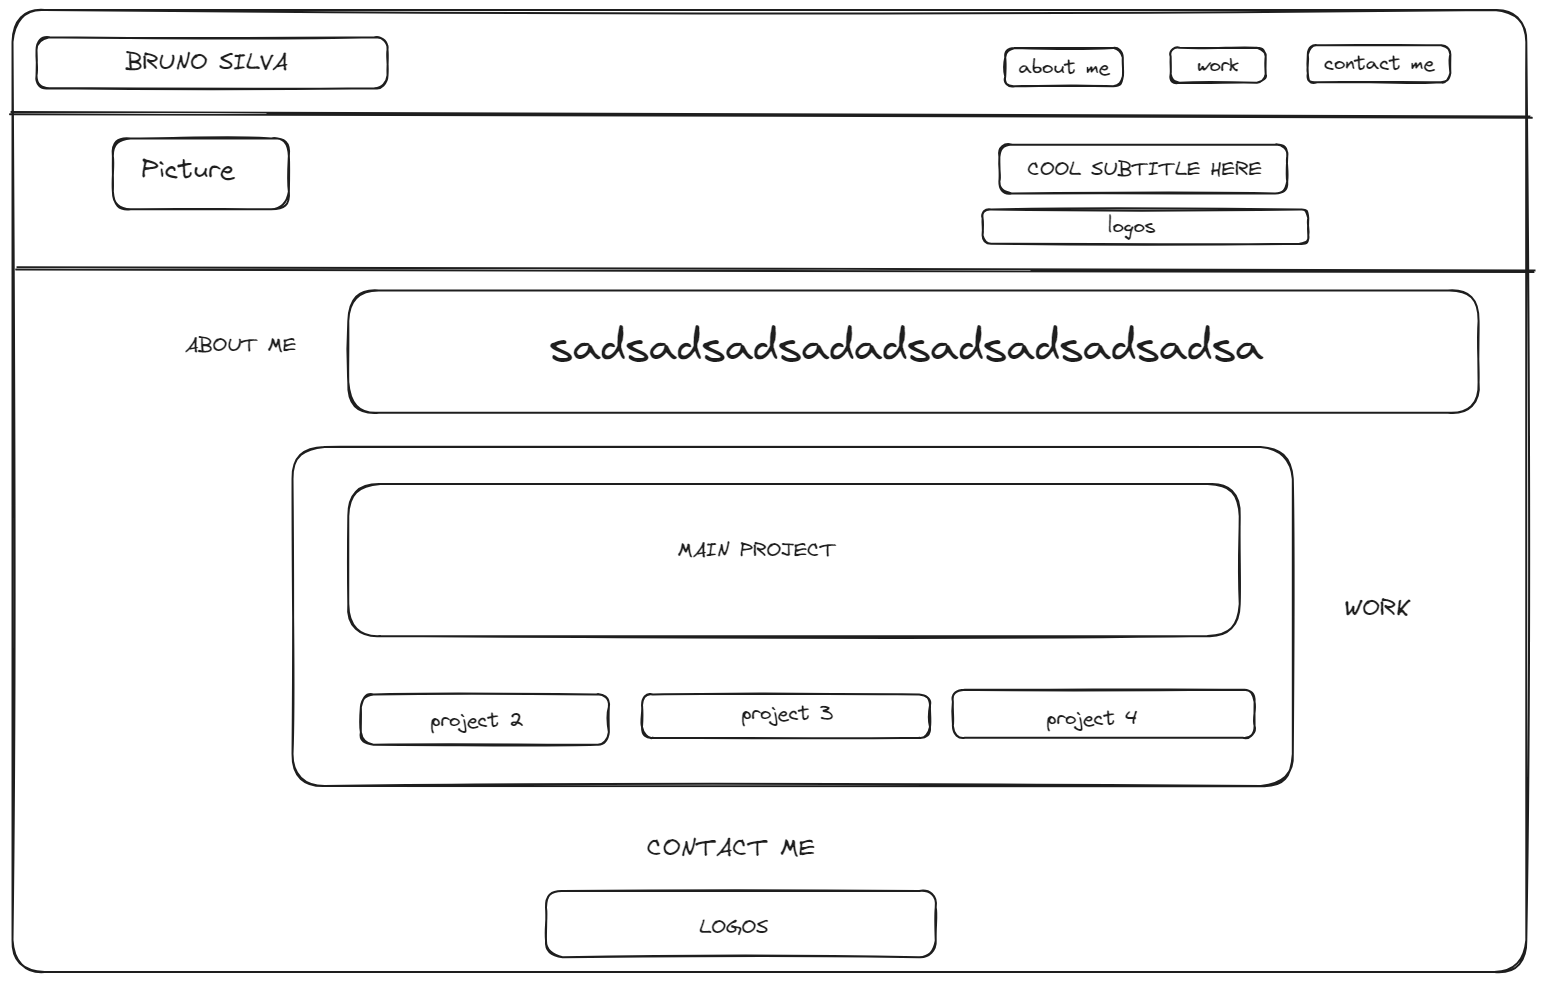 BRUNO SILVA
about me
work
contact me
Picture
COOL SUBTITLE HERE
logos
ABOUT ME
sadsadsadsadadsadsadsadsadsa
MAIN PROJECT
WORK
project 2
project 3
project 4
CONTACT ME
LOGOS